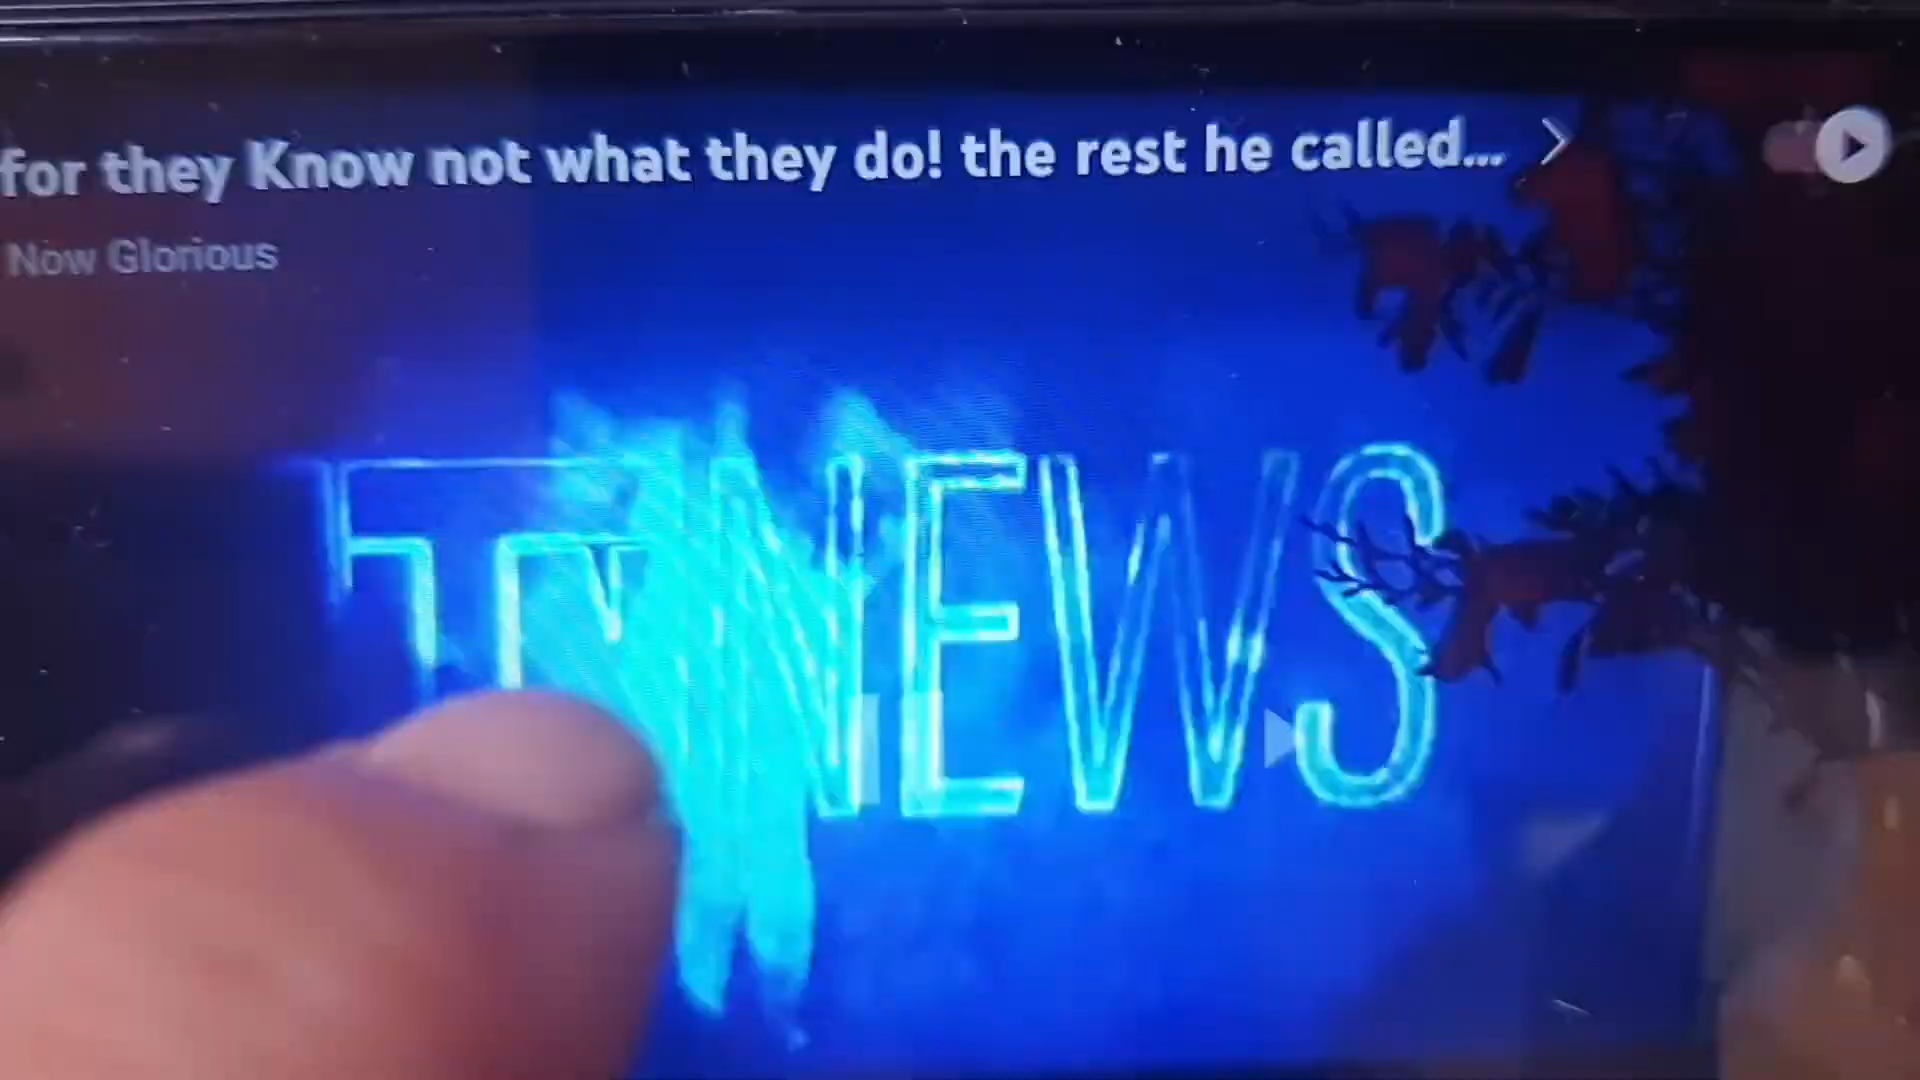 for they Know not what they do! the rest he called...
Now Glorious
NEWS